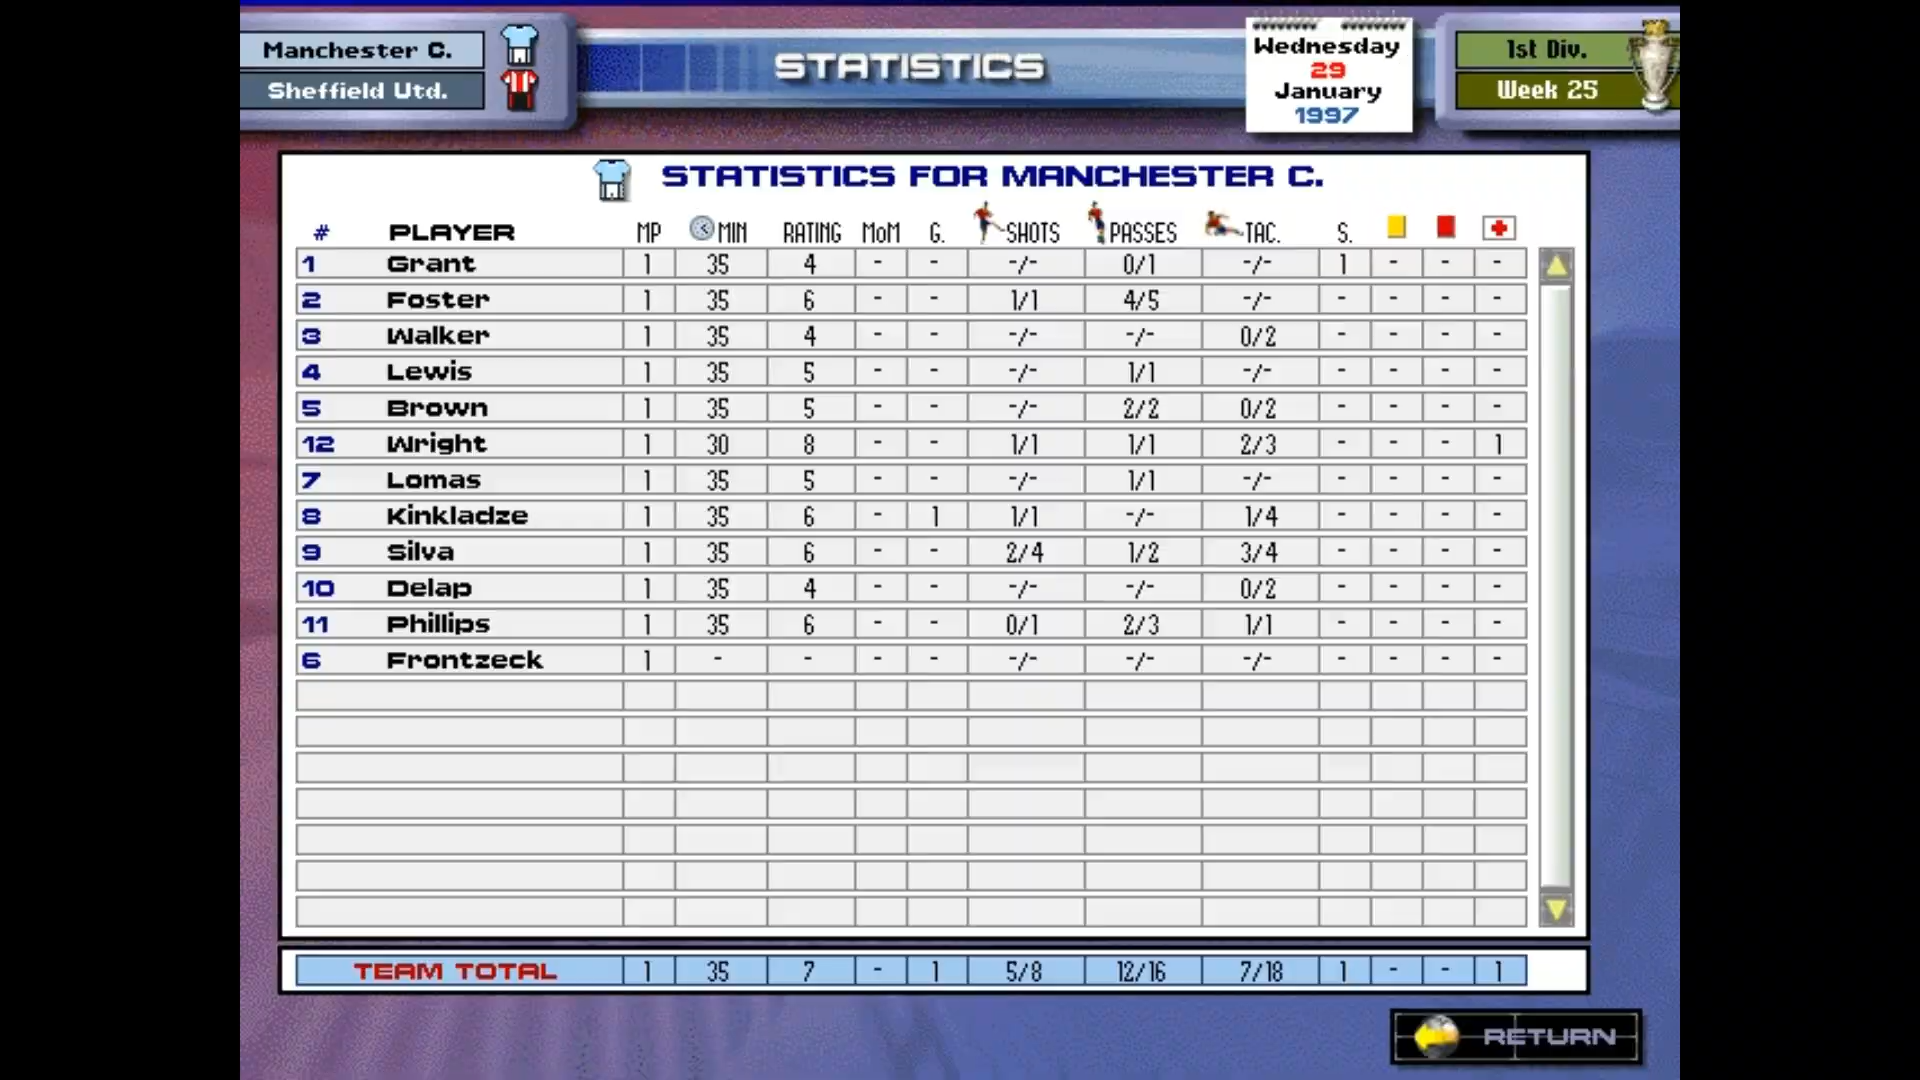 Manchester C.
Sheffield Utd.
STATISTICS
Wednesday
29
January
1997
1st Div.
Week 25
STATISTICS FOR MANCHESTER C.
# PLAYER MP MIN RATING MoM G. SHOTS PASSES TAC. S.
1 Grant 1 35 4 - - -/- 0/1 -/- 1 - - -
2 Foster 1 35 6 - - 1/1 4/5 -/- - - - -
3 Walker 1 35 4 - - -/- -/- 0/2 - - - -
4 Lewis 1 35 5 - - -/- 1/1 -/- - - - -
5 Brown 1 35 5 - - -/- 2/2 0/2 - - - -
12 Wright 1 30 8 - - 1/1 1/1 2/3 - - - 1
7 Lomas 1 35 5 - - -/- 1/1 -/- - - - -
8 Kinkladze 1 35 6 - 1 1/1 -/- 1/4 - - - -
9 Silva 1 35 6 - - 2/4 1/2 3/4 - - - -
10 Delap 1 35 4 - - -/- -/- 0/2 - - - -
11 Phillips 1 35 6 - - 0/1 2/3 1/1 - - - -
6 Frontzeck 1 - - - - -/- -/- -/- - - - -
TEAM TOTAL 1 35 7 - 1 5/8 12/16 7/18 1 - - 1
RETURN